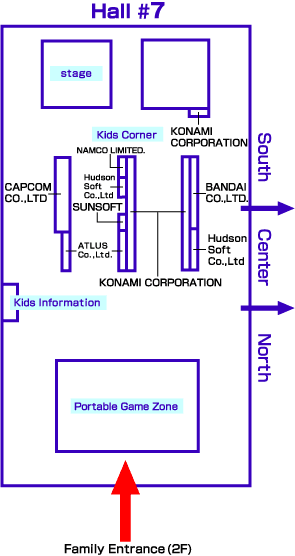 Hall #7
stage
KONAMI
CORPORATION
Kids Corner
NAMCO LIMITED.
Hudson
Soft
Co.,Ltd
SUNSOFT
CAPCOM
CO.,LTD
BANDAI
CO.,LTD.
ATLUS
Co.,Ltd.
Hudson
Soft
Co.,Ltd
KONAMI CORPORATION
South
Center
North
Kids Information
Portable Game Zone
Family Entrance (2F)